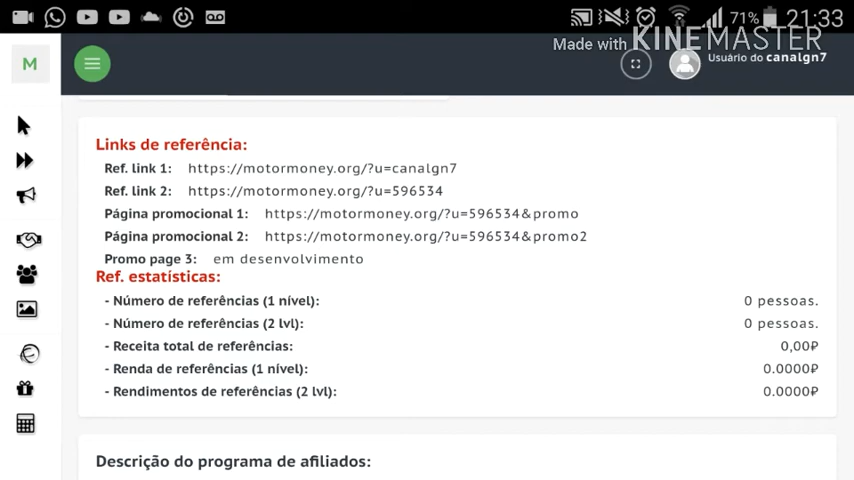 71% 21:33
Made with KINEMASTER
M
Usuário do canalgn7
Links de referência:
Ref. link 1: https://motormoney.org/?u=canalgn7
Ref. link 2: https://motormoney.org/?u=596534
Página promocional 1: https://motormoney.org/?u=596534&promo
Página promocional 2: https://motormoney.org/?u=596534&promo2
Promo page 3: em desenvolvimento
Ref. estatísticas:
- Número de referências (1 nível): 0 pessoas.
- Número de referências (2 lvl): 0 pessoas.
- Receita total de referências: 0,00₽
- Renda de referências (1 nível): 0.0000₽
- Rendimentos de referências (2 lvl): 0.0000₽
Descrição do programa de afiliados: